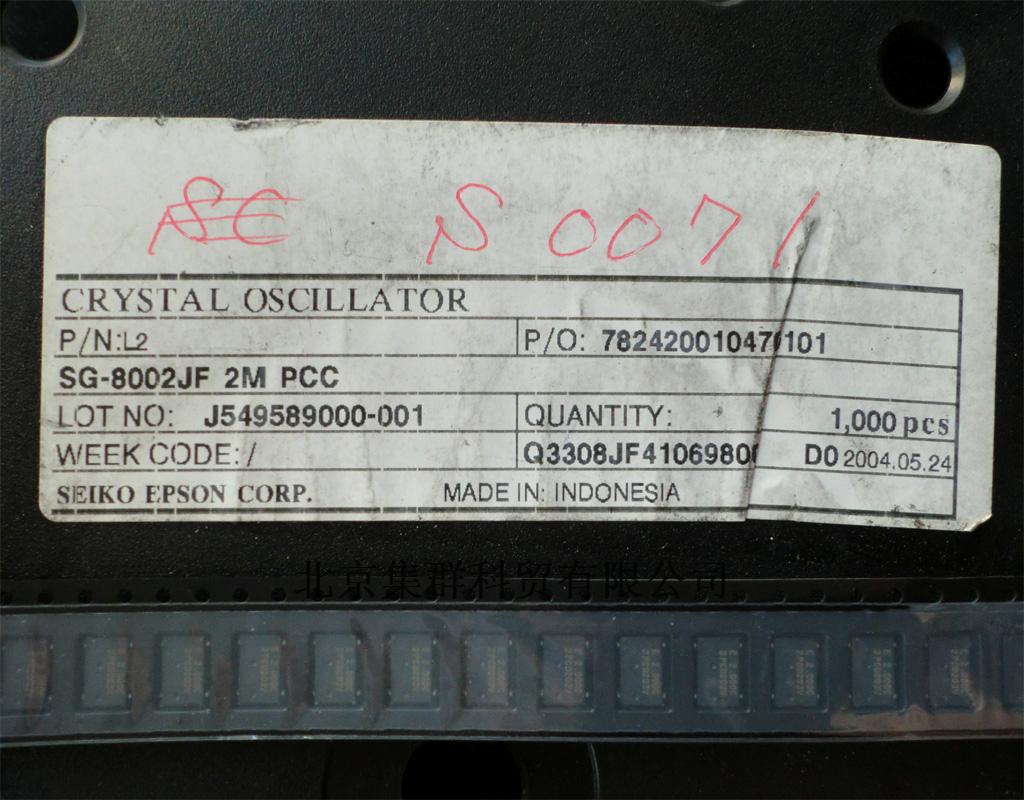 SC S0071
CRYSTAL OSCILLATOR
P/N:L2 P/O: 782420010470101
SG-8002JF 2M PCC
LOT NO: J549589000-001 QUANTITY: 1,000 pcs
WEEK CODE: / D0 2004.05.24
SEIKO EPSON CORP. MADE IN: INDONESIA
北京集群科贸有限公司